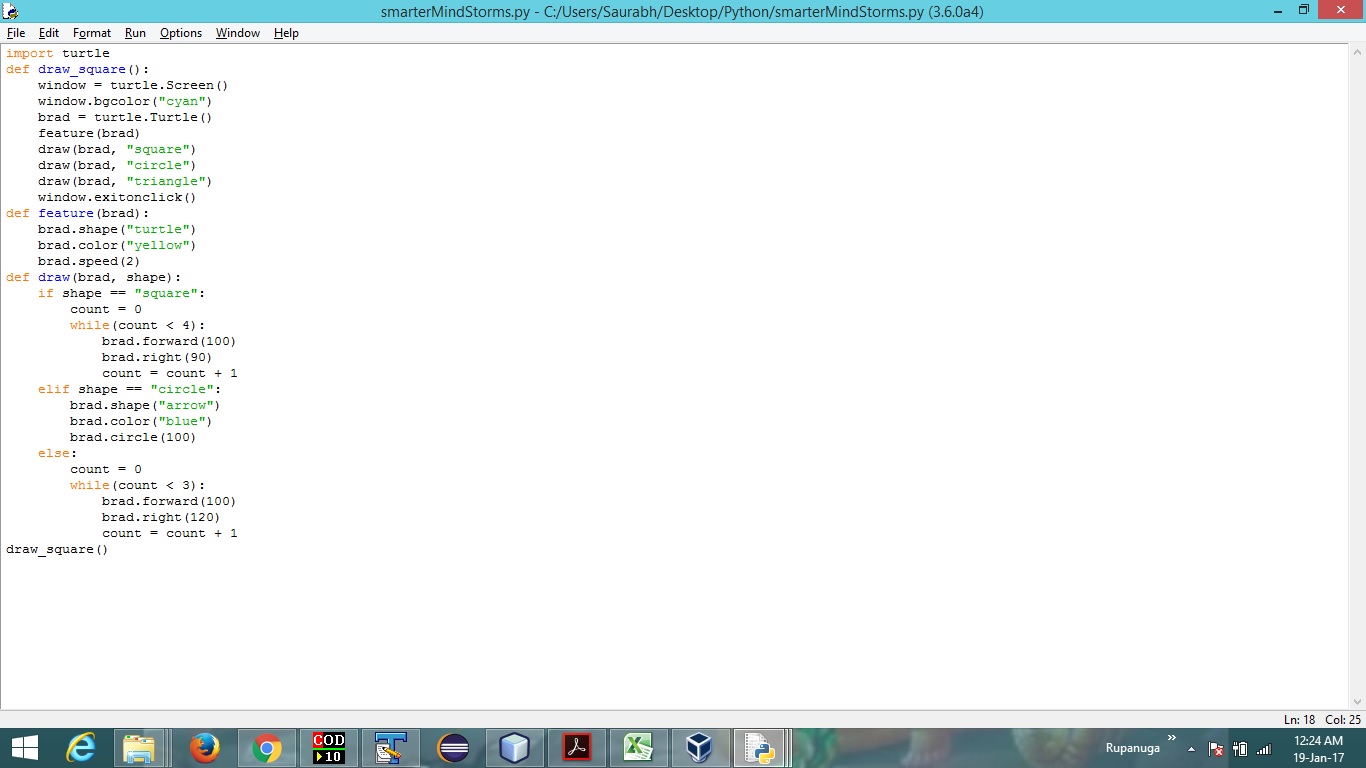 smarterMindStorms.py - C:/Users/Saurabh/Desktop/Python/smarterMindStorms.py (3.6.0a4)
File Edit Format Run Options Window Help
import turtle
def draw_square():
    window = turtle.Screen()
    window.bgcolor("cyan")
    brad = turtle.Turtle()
    feature(brad)
    draw(brad, "square")
    draw(brad, "circle")
    draw(brad, "triangle")
    window.exitonclick()
def feature(brad):
    brad.shape("turtle")
    brad.color("yellow")
    brad.speed(2)
def draw(brad, shape):
    if shape == "square":
        count = 0
        while(count < 4):
            brad.forward(100)
            brad.right(90)
            count = count + 1
    elif shape == "circle":
        brad.shape("arrow")
        brad.color("blue")
        brad.circle(100)
    else:
        count = 0
        while(count < 3):
            brad.forward(100)
            brad.right(120)
            count = count + 1
draw_square()
Ln: 18 Col: 25
COD
10
Rupanuga
12:24 AM
19-Jan-17